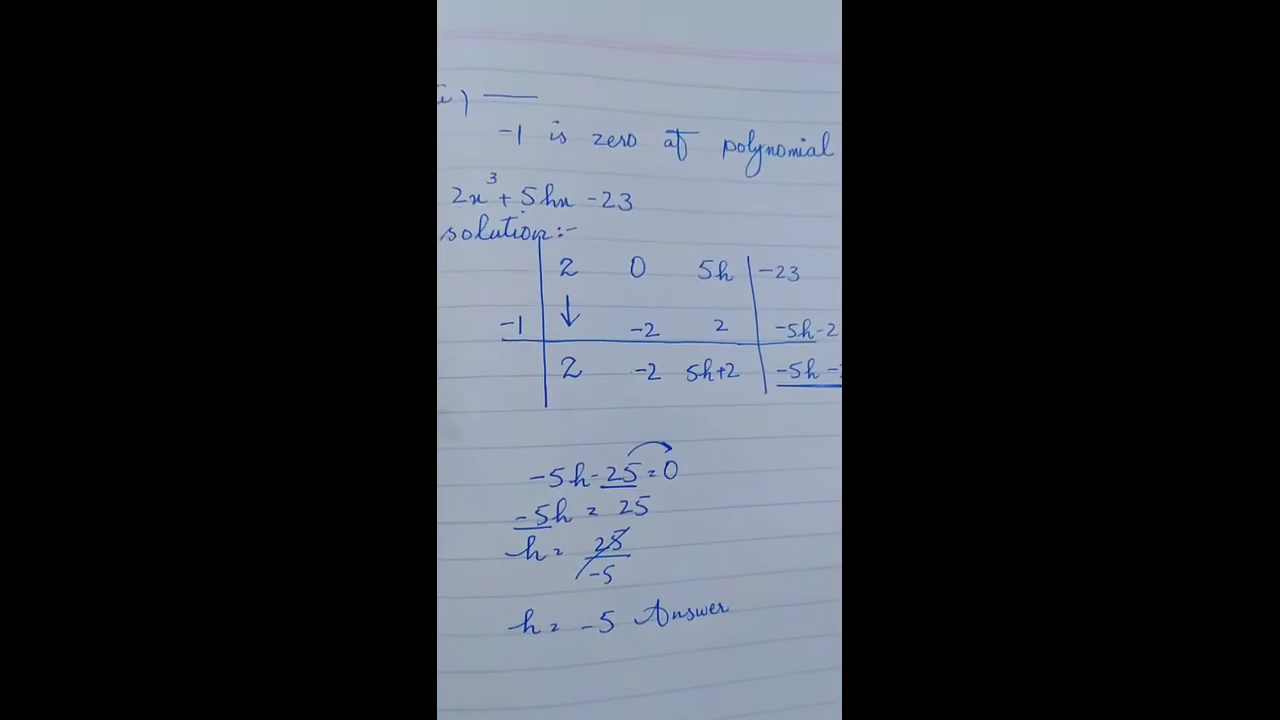 -1 is zero of polynomial
2x³ + 5hx - 23
solution:-
2 0 5h -23
-1 ↓ -2 2 -5h-2
2 -2 5h+2 -5h-
-5h-25=0
-5h = 25
h = 25/-5
h = -5 Answer